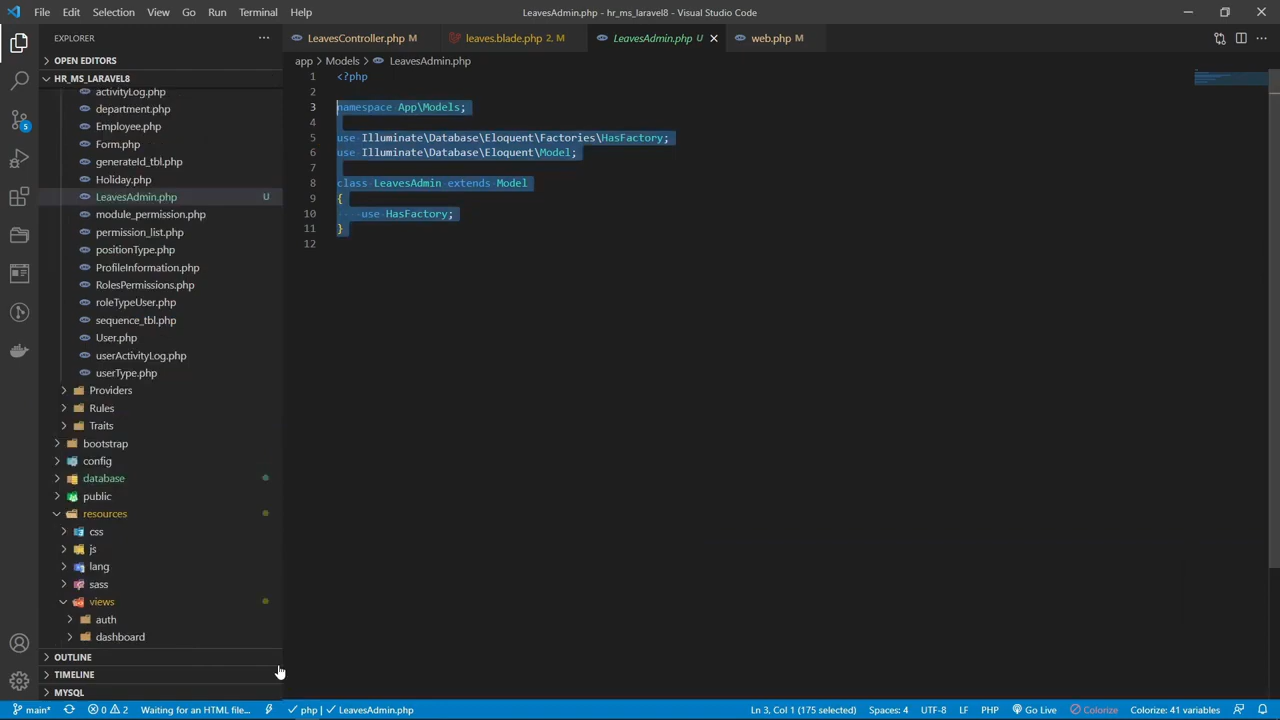 File Edit Selection View Go Run Terminal Help
LeavesAdmin.php - hr_ms_laravel8 - Visual Studio Code
EXPLORER
LeavesController.php M
leaves.blade.php 2, M
LeavesAdmin.php U
web.php M
OPEN EDITORS
app > Models > LeavesAdmin.php
HR_MS_LARAVEL8
activityLog.php
department.php
Employee.php
Form.php
generateId_tbl.php
Holiday.php
LeavesAdmin.php U
module_permission.php
permission_list.php
positionType.php
ProfileInformation.php
RolesPermissions.php
roleTypeUser.php
sequence_tbl.php
User.php
userActivityLog.php
userType.php
Providers
Rules
Traits
bootstrap
config
database
public
resources
css
js
lang
sass
views
auth
dashboard
OUTLINE
TIMELINE
MYSQL
5
1 <?php
2
3 namespace App\Models;
4
5 use Illuminate\Database\Eloquent\Factories\HasFactory;
6 use Illuminate\Database\Eloquent\Model;
7
8 class LeavesAdmin extends Model
9 {
10 use HasFactory;
11 }
12
main* 0 2 Waiting for an HTML file... php | LeavesAdmin.php Ln 3, Col 1 (175 selected) Spaces: 4 UTF-8 LF PHP Go Live Colorize Colorize: 41 variables